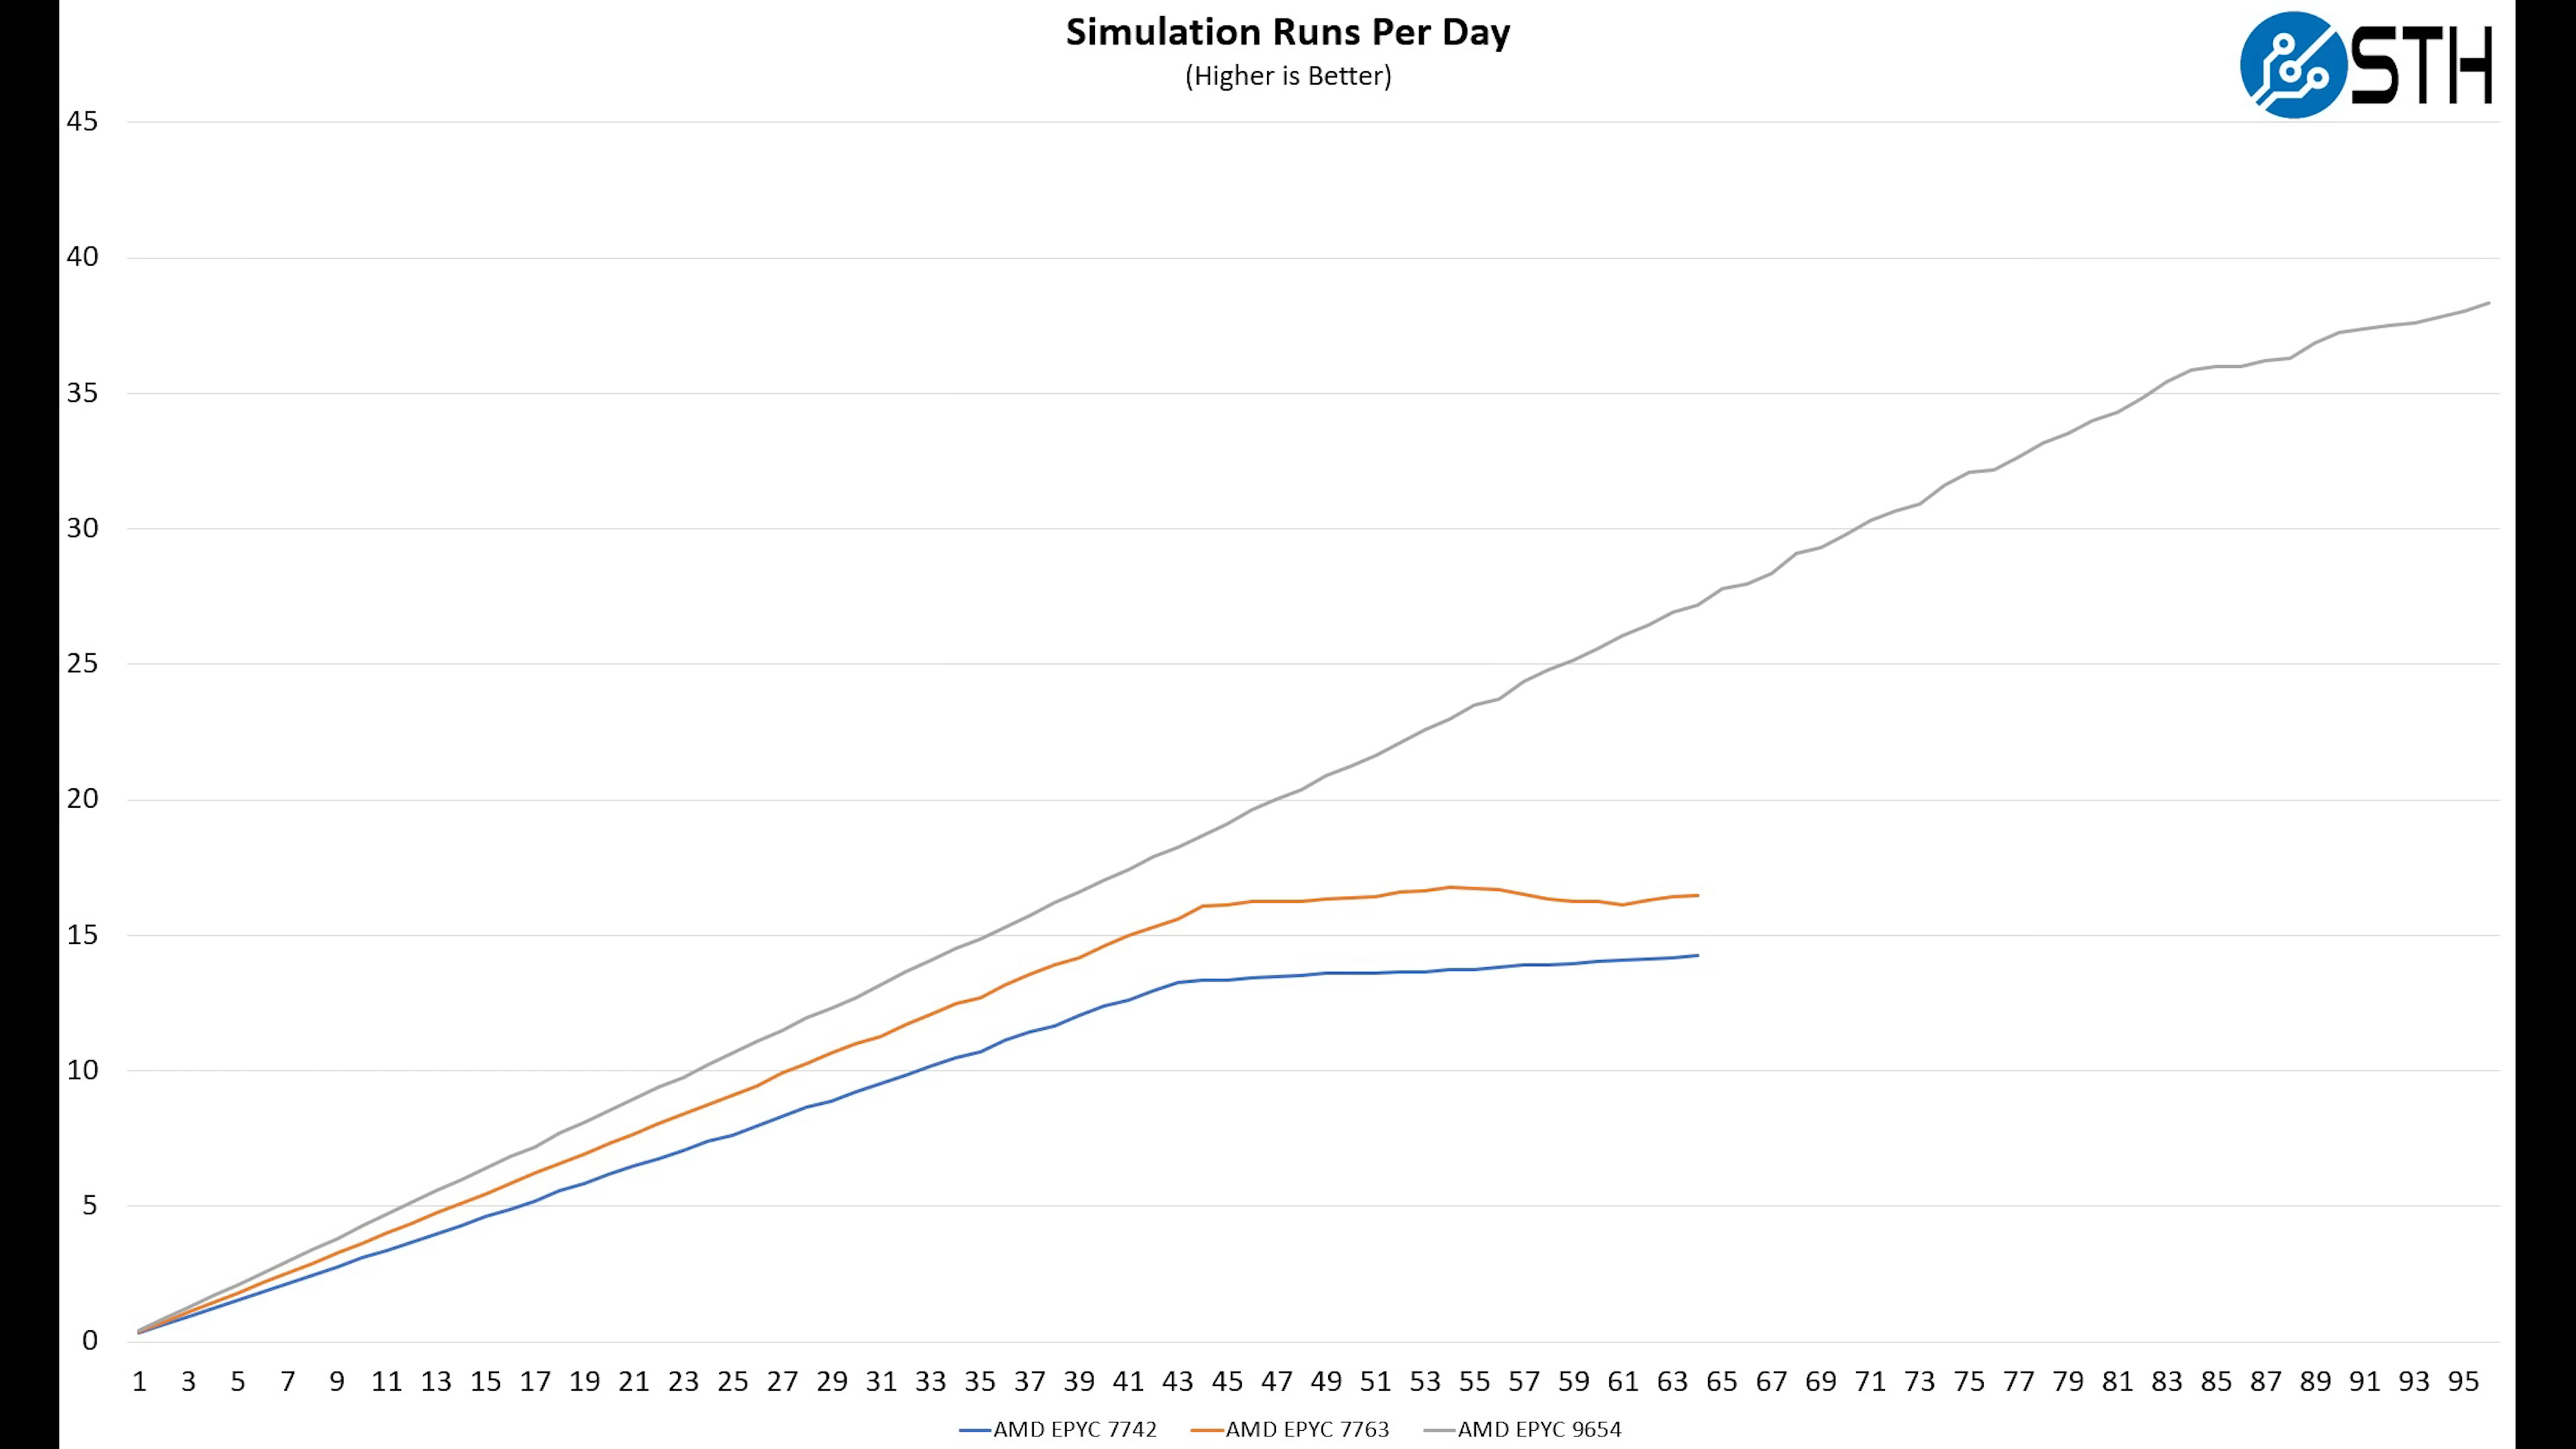 Simulation Runs Per Day
(Higher is Better)
STH
45
40
35
30
25
20
15
10
5
0
1 3 5 7 9 11 13 15 17 19 21 23 25 27 29 31 33 35 37 39 41 43 45 47 49 51 53 55 57 59 61 63 65 67 69 71 73 75 77 79 81 83 85 87 89 91 93 95
AMD EPYC 7742 AMD EPYC 7763 AMD EPYC 9654